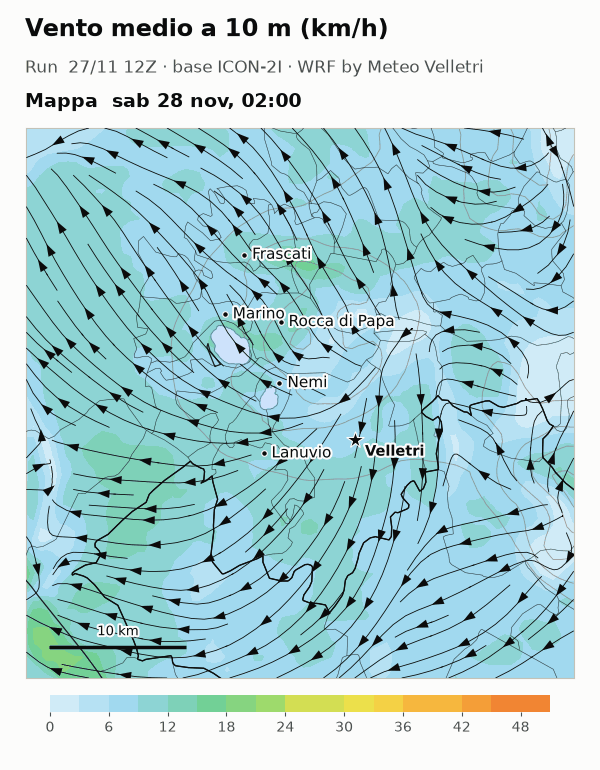 Vento medio a 10 m (km/h)
Run  27/11 12Z · base ICON-2I · WRF by Meteo Velletri
Mappa  sab 28 nov, 02:00
Frascati
Marino
Rocca di Papa
Nemi
Velletri
Lanuvio
10 km
0 6 12 18 24 30 36 42 48